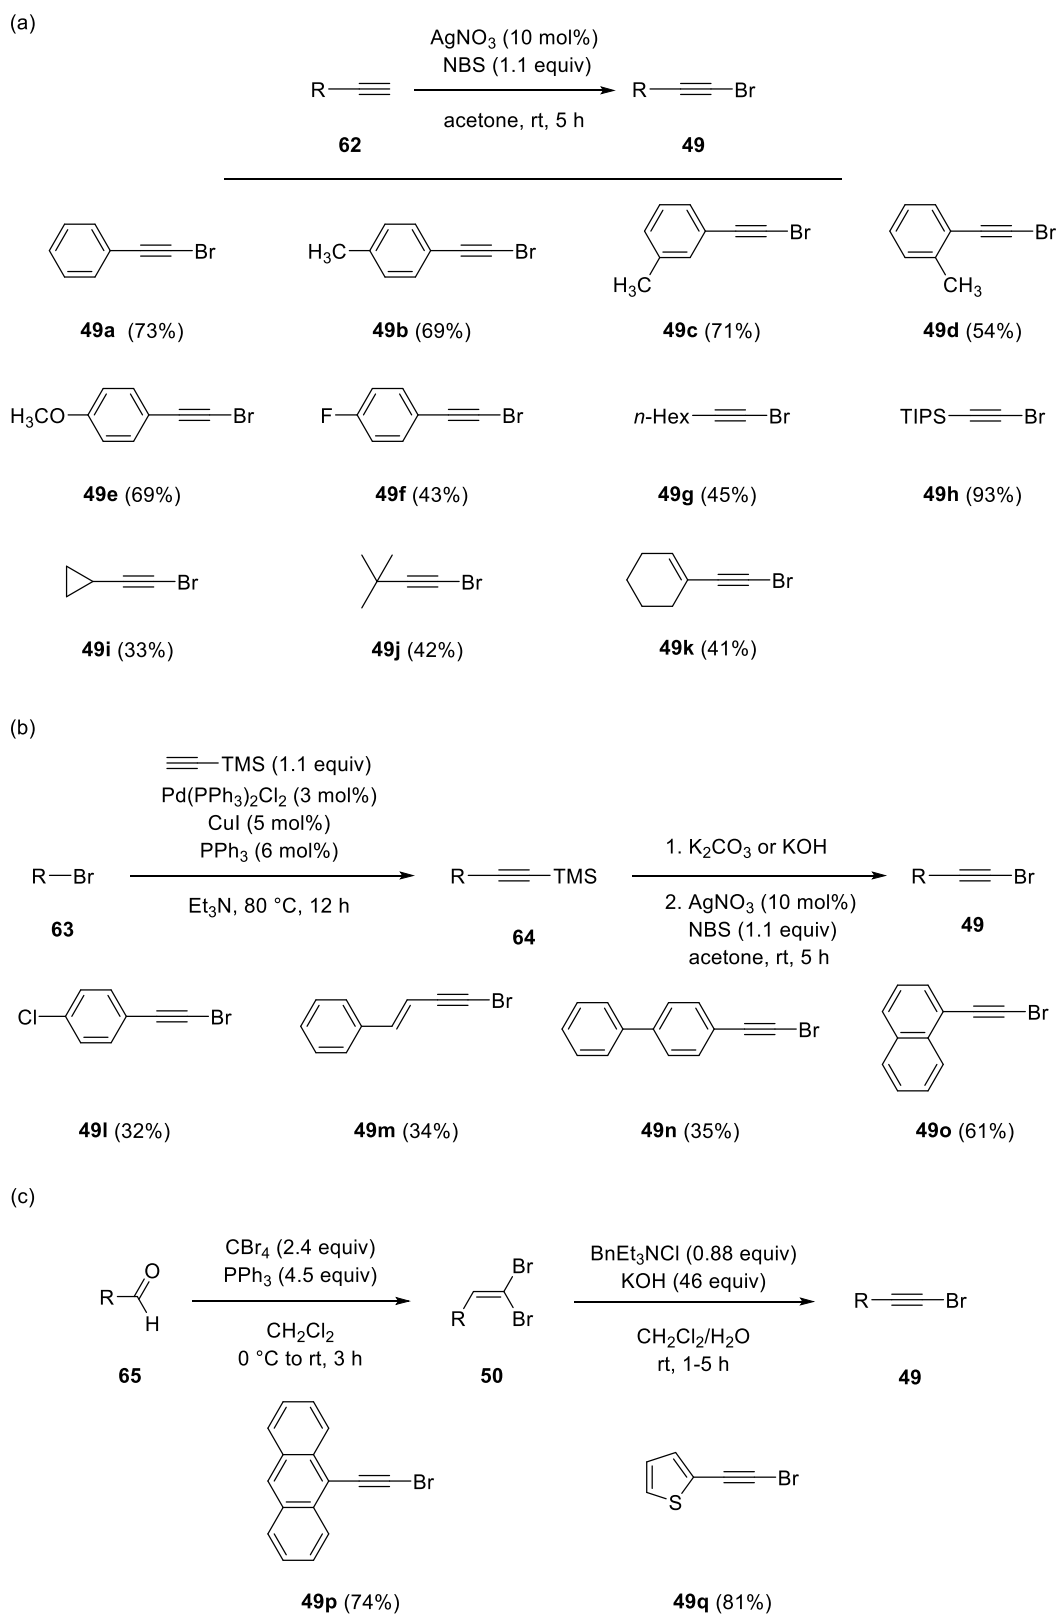 (a)
AgNO3 (10 mol%)
NBS (1.1 equiv)
R
R Br
acetone, rt, 5 h
62 49
Br
H3C Br
Br
H3C
Br
CH3
49a (73%) 49b (69%) 49c (71%) 49d (54%)
H3CO Br
F Br
n-Hex Br
TIPS Br
49e (69%) 49f (43%) 49g (45%) 49h (93%)
Br
Br
Br
49i (33%) 49j (42%) 49k (41%)
(b)
TMS (1.1 equiv)
Pd(PPh3)2Cl2 (3 mol%)
CuI (5 mol%)
PPh3 (6 mol%)
R Br
Et3N, 80 °C, 12 h
63
R TMS
64
1. K2CO3 or KOH
2. AgNO3 (10 mol%)
NBS (1.1 equiv)
acetone, rt, 5 h
R Br
49
Cl Br
Br
Br
Br
49l (32%) 49m (34%) 49n (35%) 49o (61%)
(c)
R O
H
65
CBr4 (2.4 equiv)
PPh3 (4.5 equiv)
CH2Cl2
0 °C to rt, 3 h
Br
R Br
50
BnEt3NCl (0.88 equiv)
KOH (46 equiv)
CH2Cl2/H2O
rt, 1-5 h
R Br
49
Br
S Br
49p (74%) 49q (81%)